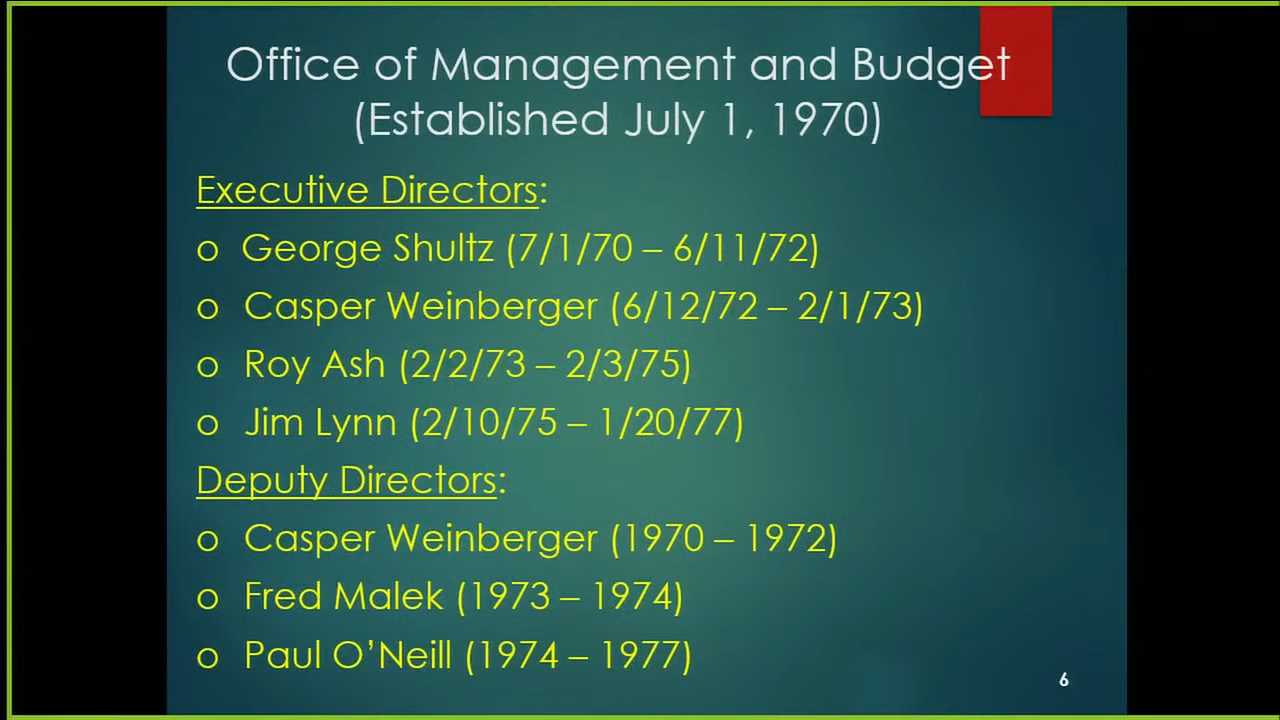 Office of Management and Budget
(Established July 1, 1970)
Executive Directors:
o George Shultz (7/1/70 – 6/11/72)
o Casper Weinberger (6/12/72 – 2/1/73)
o Roy Ash (2/2/73 – 2/3/75)
o Jim Lynn (2/10/75 – 1/20/77)
Deputy Directors:
o Casper Weinberger (1970 – 1972)
o Fred Malek (1973 – 1974)
o Paul O’Neill (1974 – 1977)
6